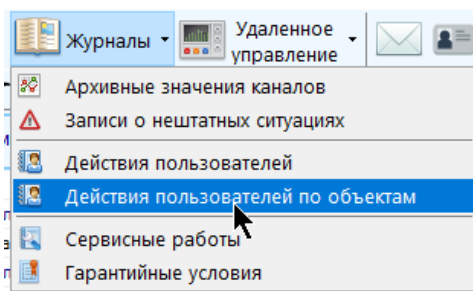 Журналы
Удаленное
управление
Архивные значения каналов
Записи о нештатных ситуациях
Действия пользователей
Действия пользователей по объектам
Сервисные работы
Гарантийные условия